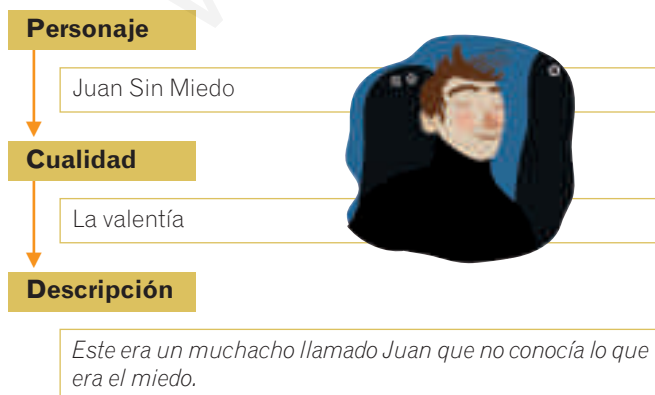 Personaje
Juan Sin Miedo
Cualidad
La valentía
Descripción
Este era un muchacho llamado Juan que no conocía lo que
era el miedo.